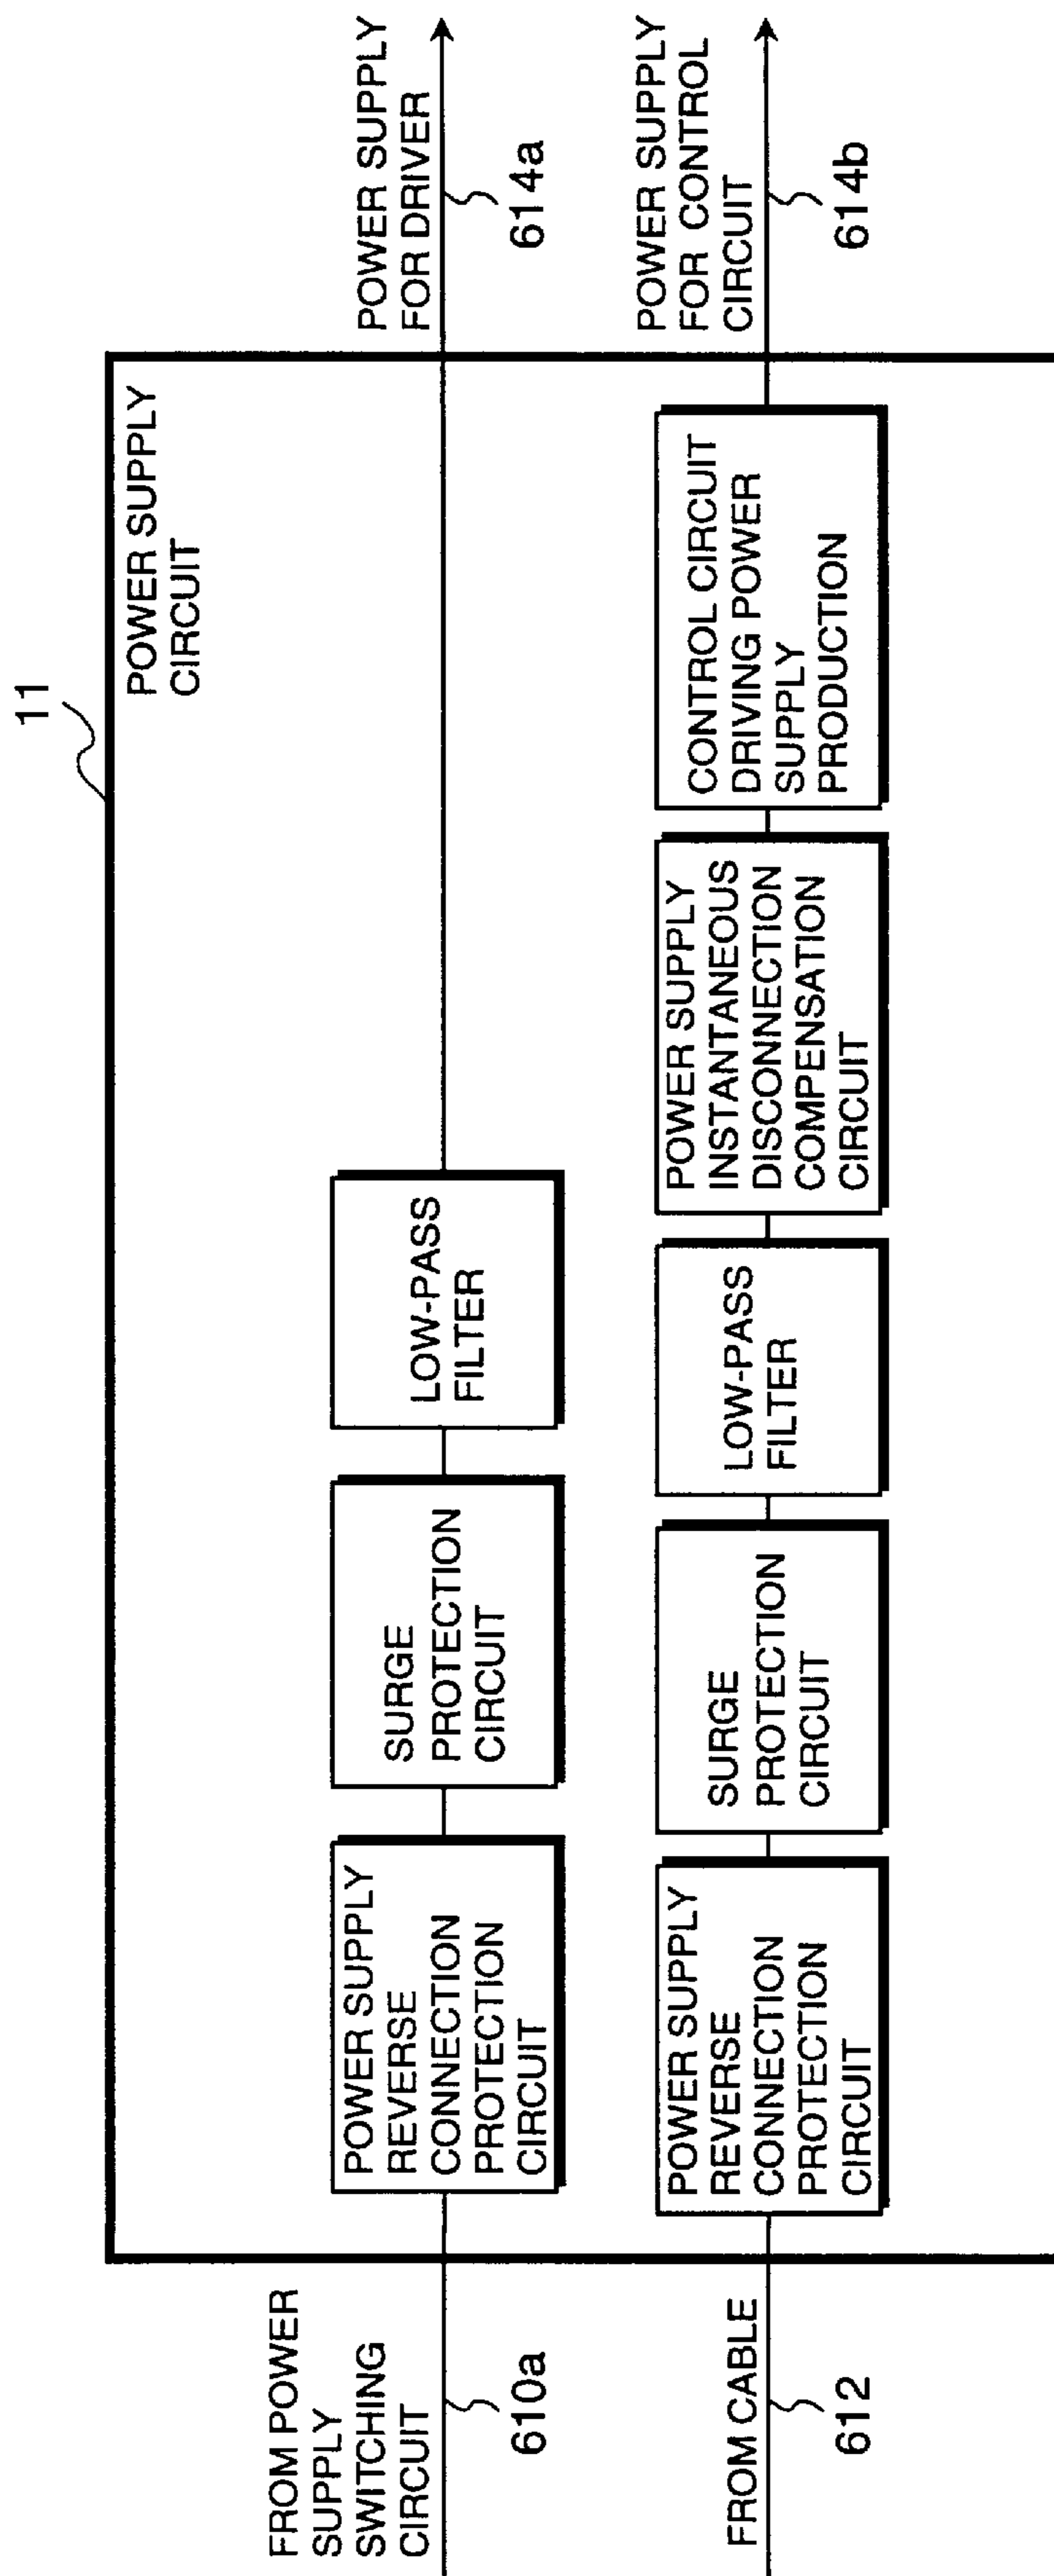 11
POWER SUPPLY
CIRCUIT
FROM POWER
SUPPLY
SWITCHING
CIRCUIT
610a
POWER SUPPLY
REVERSE
CONNECTION
PROTECTION
CIRCUIT
SURGE
PROTECTION
CIRCUIT
LOW-PASS
FILTER
POWER SUPPLY
FOR DRIVER
614a
FROM CABLE
612
POWER SUPPLY
REVERSE
CONNECTION
PROTECTION
CIRCUIT
SURGE
PROTECTION
CIRCUIT
LOW-PASS
FILTER
POWER SUPPLY
INSTANTANEOUS
DISCONNECTION
COMPENSATION
CIRCUIT
CONTROL CIRCUIT
DRIVING POWER
SUPPLY
PRODUCTION
POWER SUPPLY
FOR CONTROL
CIRCUIT
614b